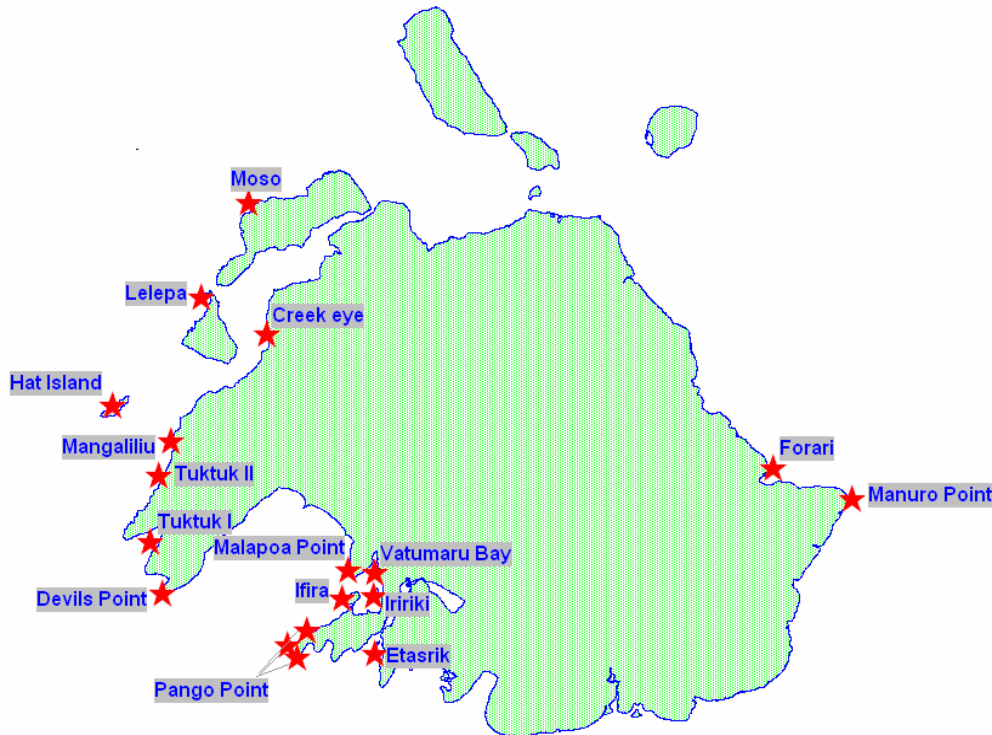 Moso
Lelepa
Creek eye
Hat Island
Mangaliliu
Forari
Tuktuk II
Manuro Point
Tuktuk I
Malapoa Point
Vatumaru Bay
Devils Point
Ifira
Iririki
Etasrik
Pango Point